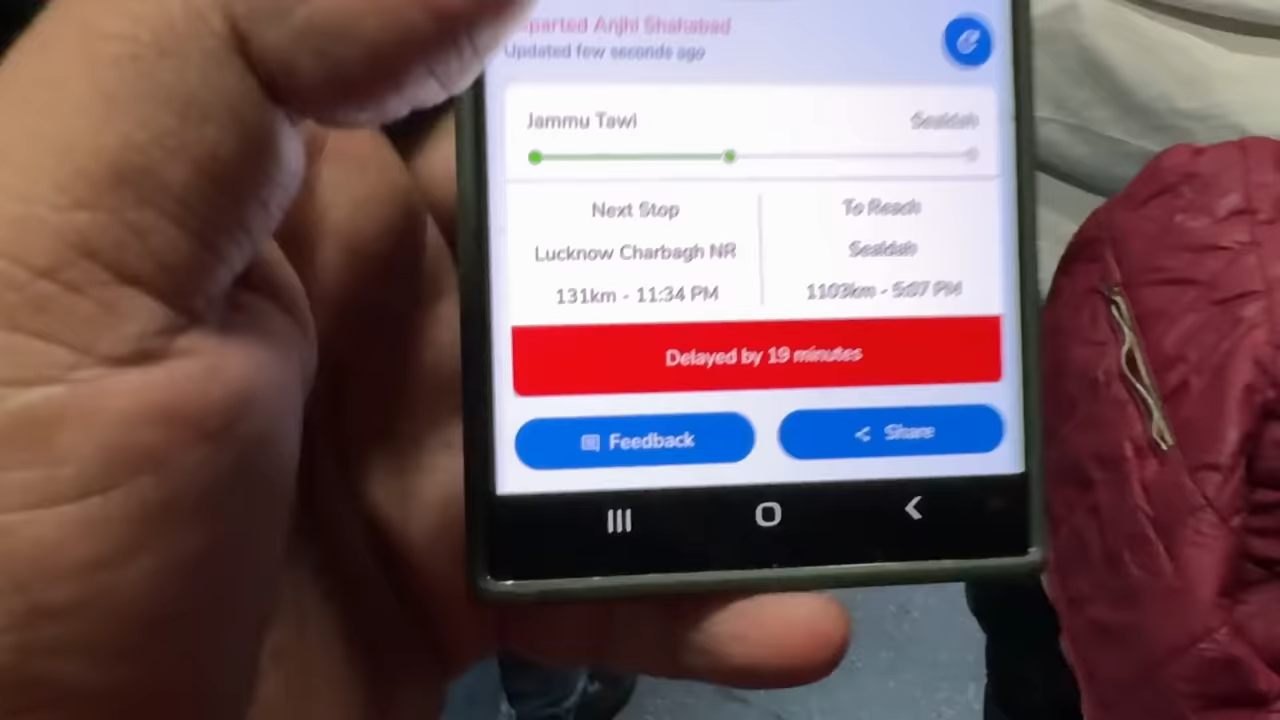 Anjhi Shahabad
Updated few seconds ago
Jammu Tawi
Sealdah
Next Stop
To Reach
Lucknow Charbagh NR
Sealdah
131km - 11:34 PM
1103km - 5:07 PM
Delayed by 19 minutes
Feedback
Share